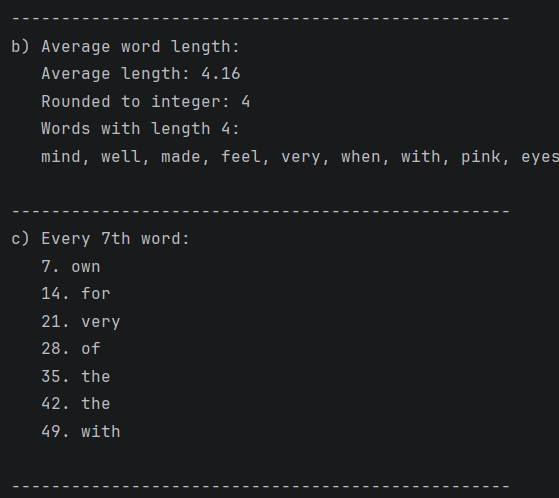 --------------------------------------------------
b) Average word length:
   Average length: 4.16
   Rounded to integer: 4
   Words with length 4:
   mind, well, made, feel, very, when, with, pink, eyes
--------------------------------------------------
c) Every 7th word:
   7. own
   14. for
   21. very
   28. of
   35. the
   42. the
   49. with
--------------------------------------------------